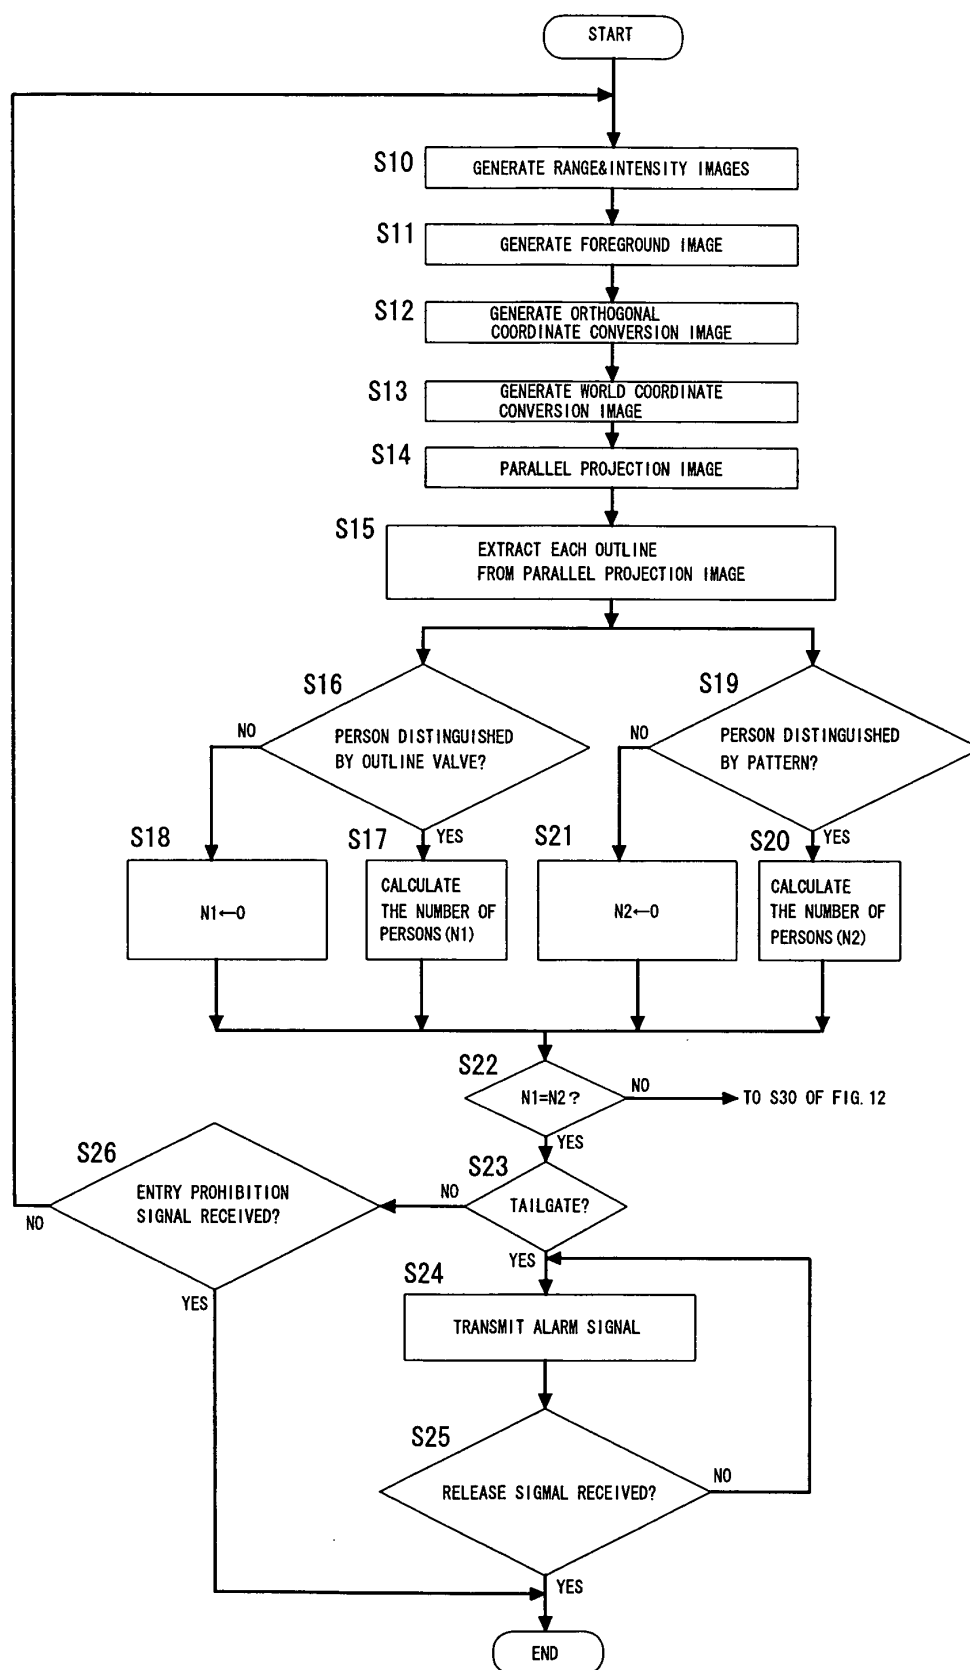 START
S10
GENERATE RANGE&INTENSITY IMAGES
S11
GENERATE FOREGROUND IMAGE
S12
GENERATE ORTHOGONAL
COORDINATE CONVERSION IMAGE
S13
GENERATE WORLD COORDINATE
CONVERSION IMAGE
S14
PARALLEL PROJECTION IMAGE
S15
EXTRACT EACH OUTLINE
FROM PARALLEL PROJECTION IMAGE
S16
PERSON DISTINGUISHED
BY OUTLINE VALVE?
NO
YES
S19
PERSON DISTINGUISHED
BY PATTERN?
NO
YES
S18
N1←0
S17
CALCULATE
THE NUMBER OF
PERSONS(N1)
S21
N2←0
S20
CALCULATE
THE NUMBER OF
PERSONS(N2)
S22
N1=N2?
NO
TO S30 OF FIG.12
YES
S23
TAILGATE?
NO
YES
S26
ENTRY PROHIBITION
SIGNAL RECEIVED?
NO
YES
S24
TRANSMIT ALARM SIGNAL
S25
RELEASE SIGMAL RECEIVED?
NO
YES
END